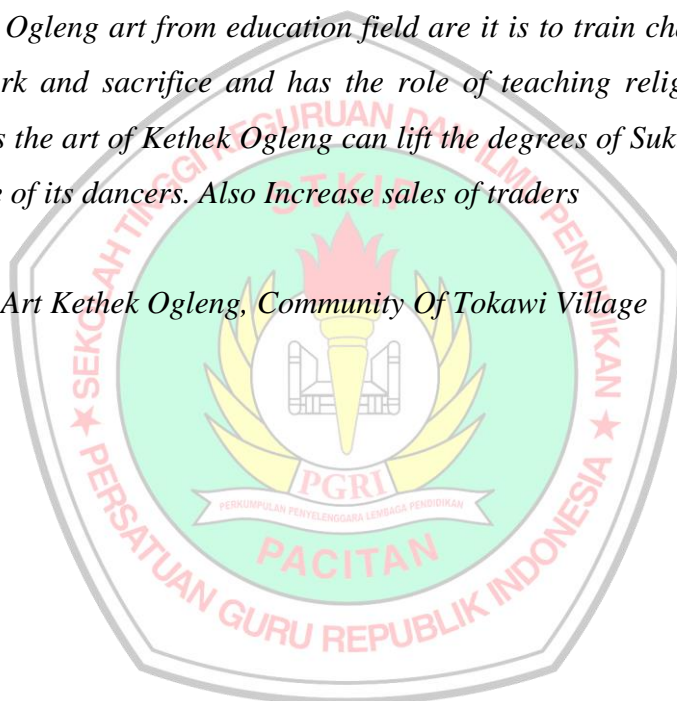 Ogleng art from education field are it is to train cha
rk and sacrifice and has the role of teaching relig
s the art of Kethek Ogleng can lift the degrees of Suk
e of its dancers. Also Increase sales of traders
Art Kethek Ogleng, Community Of Tokawi Village
SEKOLAH TINGGI KEGURUAN DAN ILMU PENDIDIKAN
STKIP
PGRI
PERKUMPULAN PENYELENGGARA LEMBAGA PENDIDIKAN
PACITAN
PERSATUAN GURU REPUBLIK INDONESIA